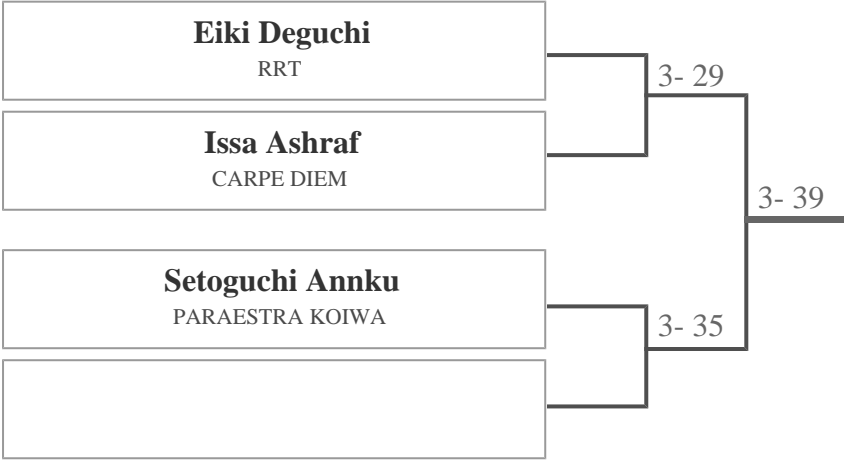 Eiki Deguchi
RRT
3- 29
Issa Ashraf
CARPE DIEM
3- 39
Setoguchi Annku
PARAESTRA KOIWA
3- 35